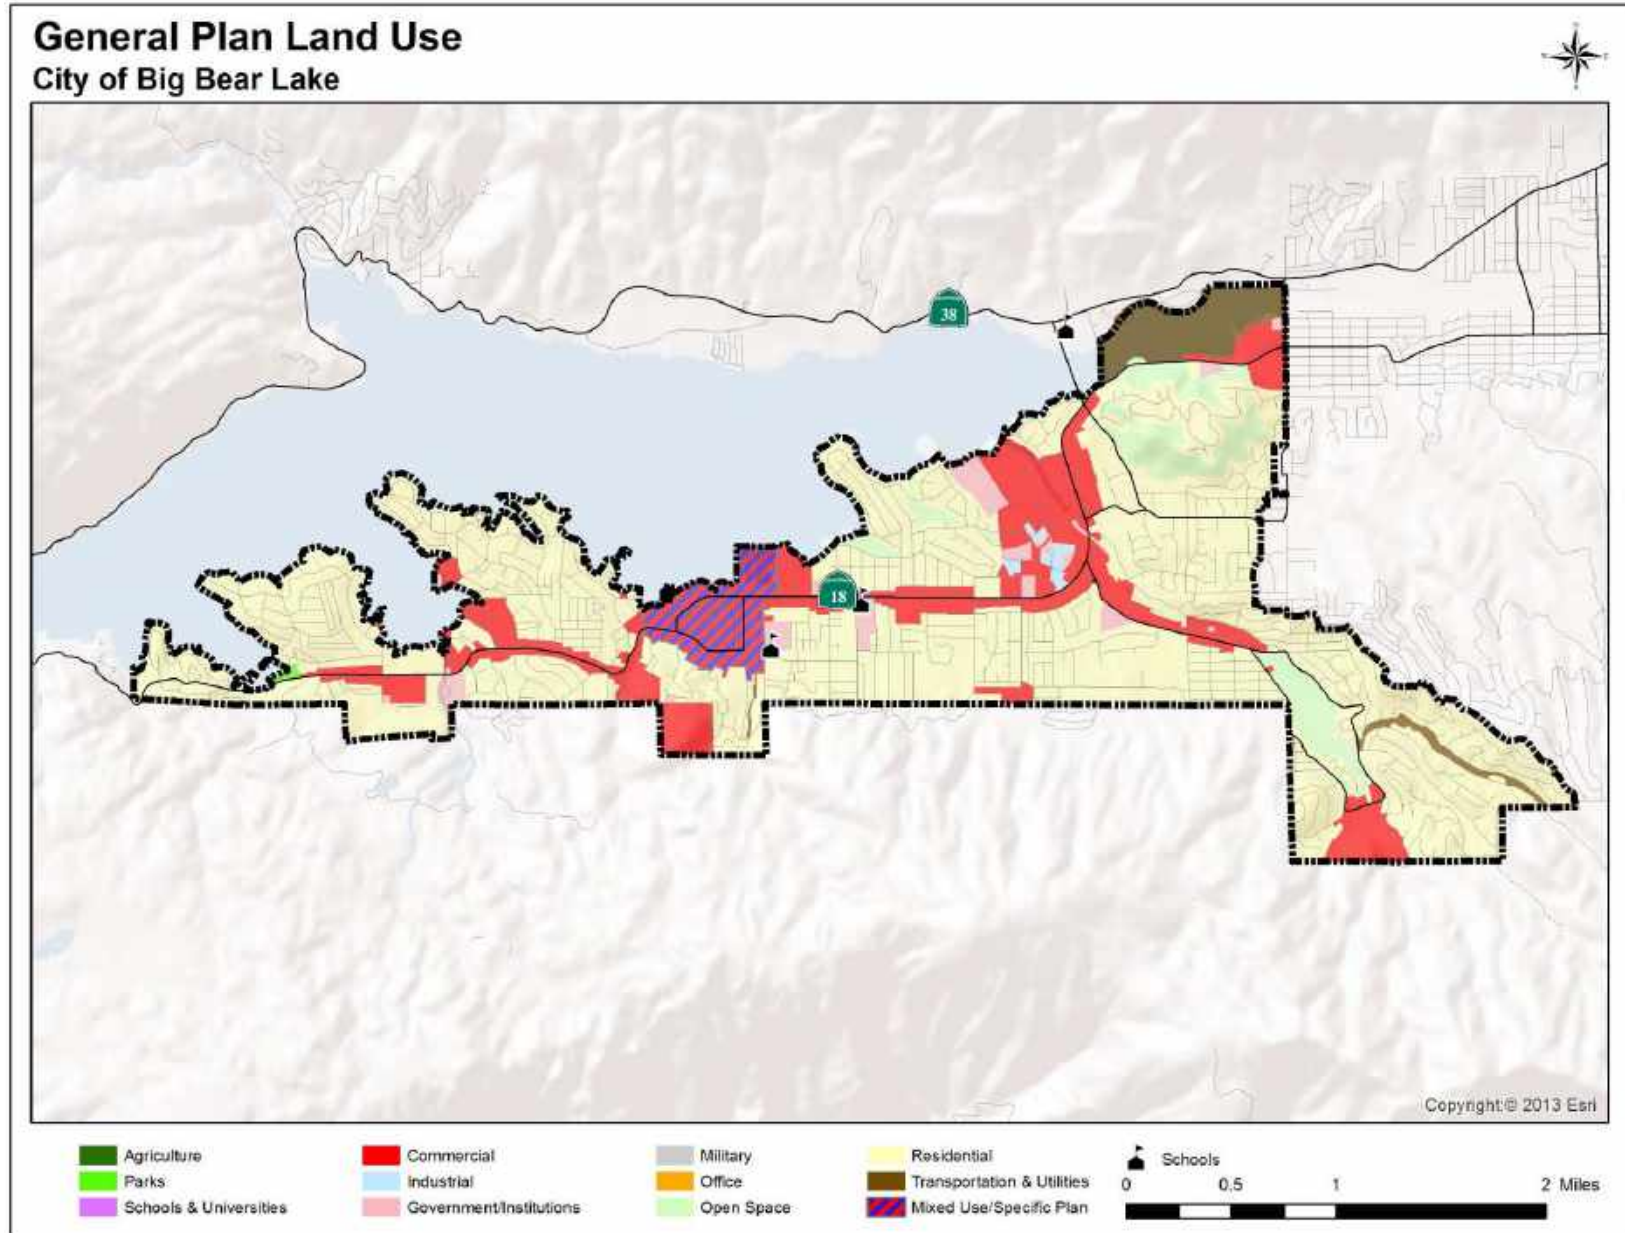 General Plan Land Use
City of Big Bear Lake
38
18
Copyright:© 2013 Esri
Agriculture
Parks
Schools & Universities
Commercial
Industrial
Government/Institutions
Military
Office
Open Space
Residential
Transportation & Utilities
Mixed Use/Specific Plan
Schools
0 0.5 1 2 Miles